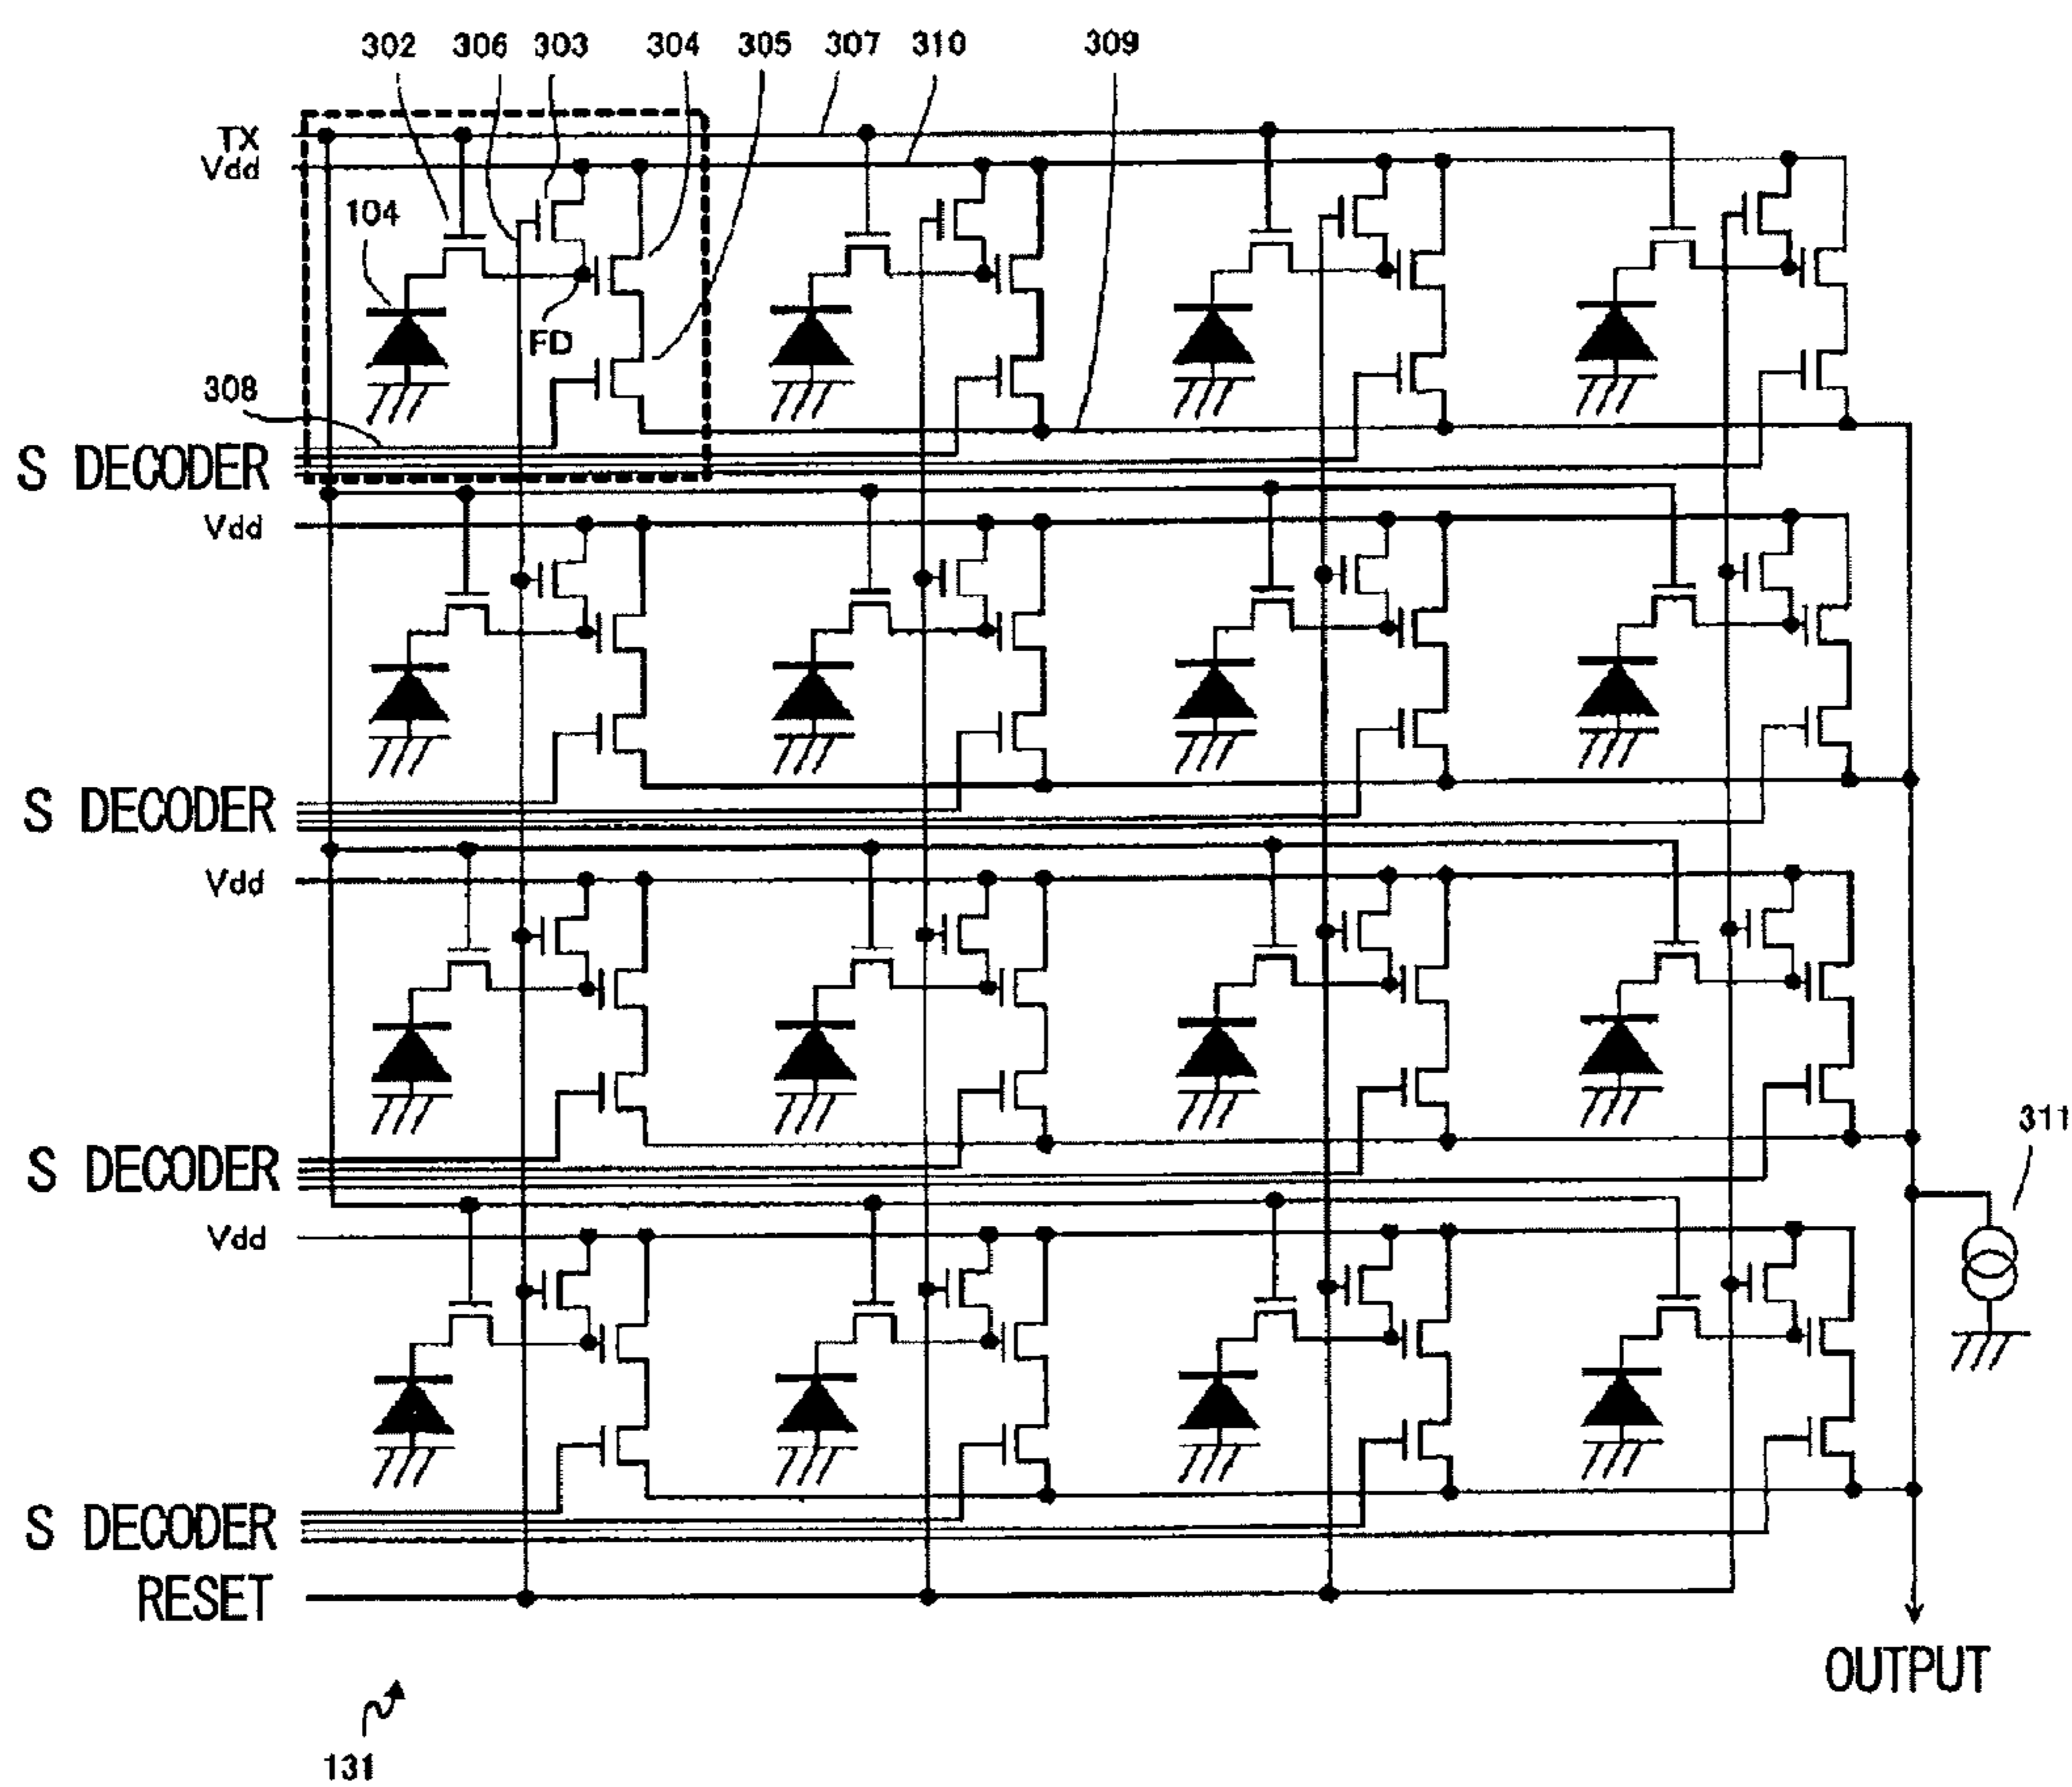 302 306 303 304 305 307 310 309
TX
Vdd
104
FD
308
S DECODER
Vdd
S DECODER
Vdd
S DECODER
311
Vdd
S DECODER
RESET
OUTPUT
131